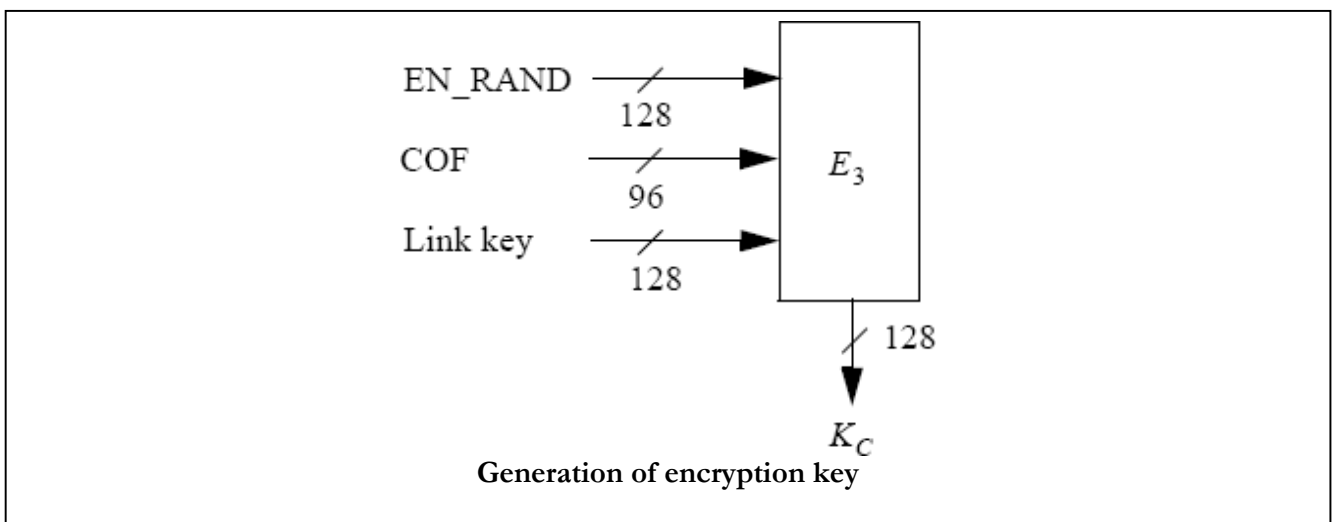 EN_RAND
128
COF
96
E3
Link key
128
128
KC
Generation of encryption key